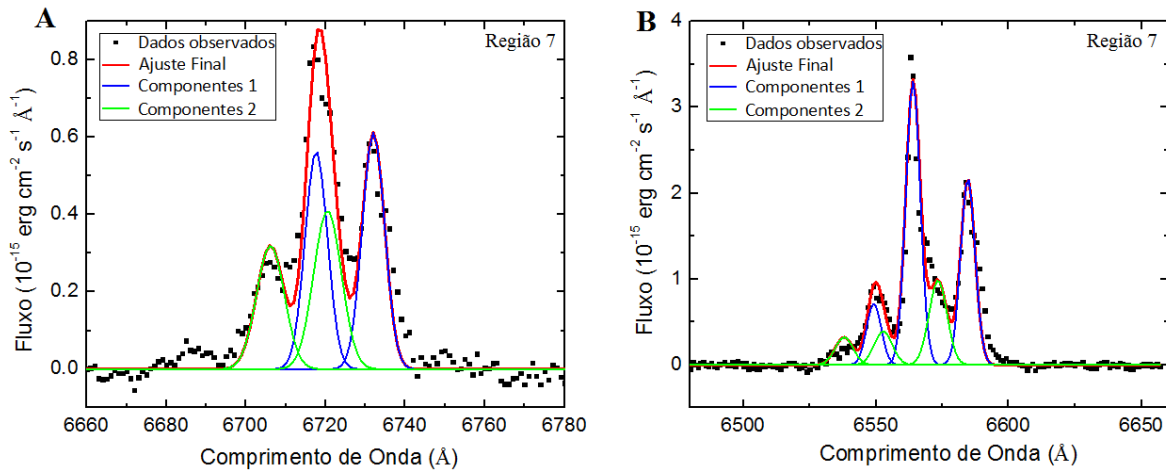 A
Dados observados
Ajuste Final
Componentes 1
Componentes 2
Região 7
0.8
0.6
0.4
0.2
0.0
Fluxo (10⁻¹⁵ erg cm⁻² s⁻¹ Å⁻¹)
6660 6680 6700 6720 6740 6760 6780
Comprimento de Onda (Å)
B
Dados observados
Ajuste Final
Componentes 1
Componentes 2
Região 7
4
3
2
1
0
Fluxo (10⁻¹⁵ erg cm⁻² s⁻¹ Å⁻¹)
6500 6550 6600 6650
Comprimento de Onda (Å)